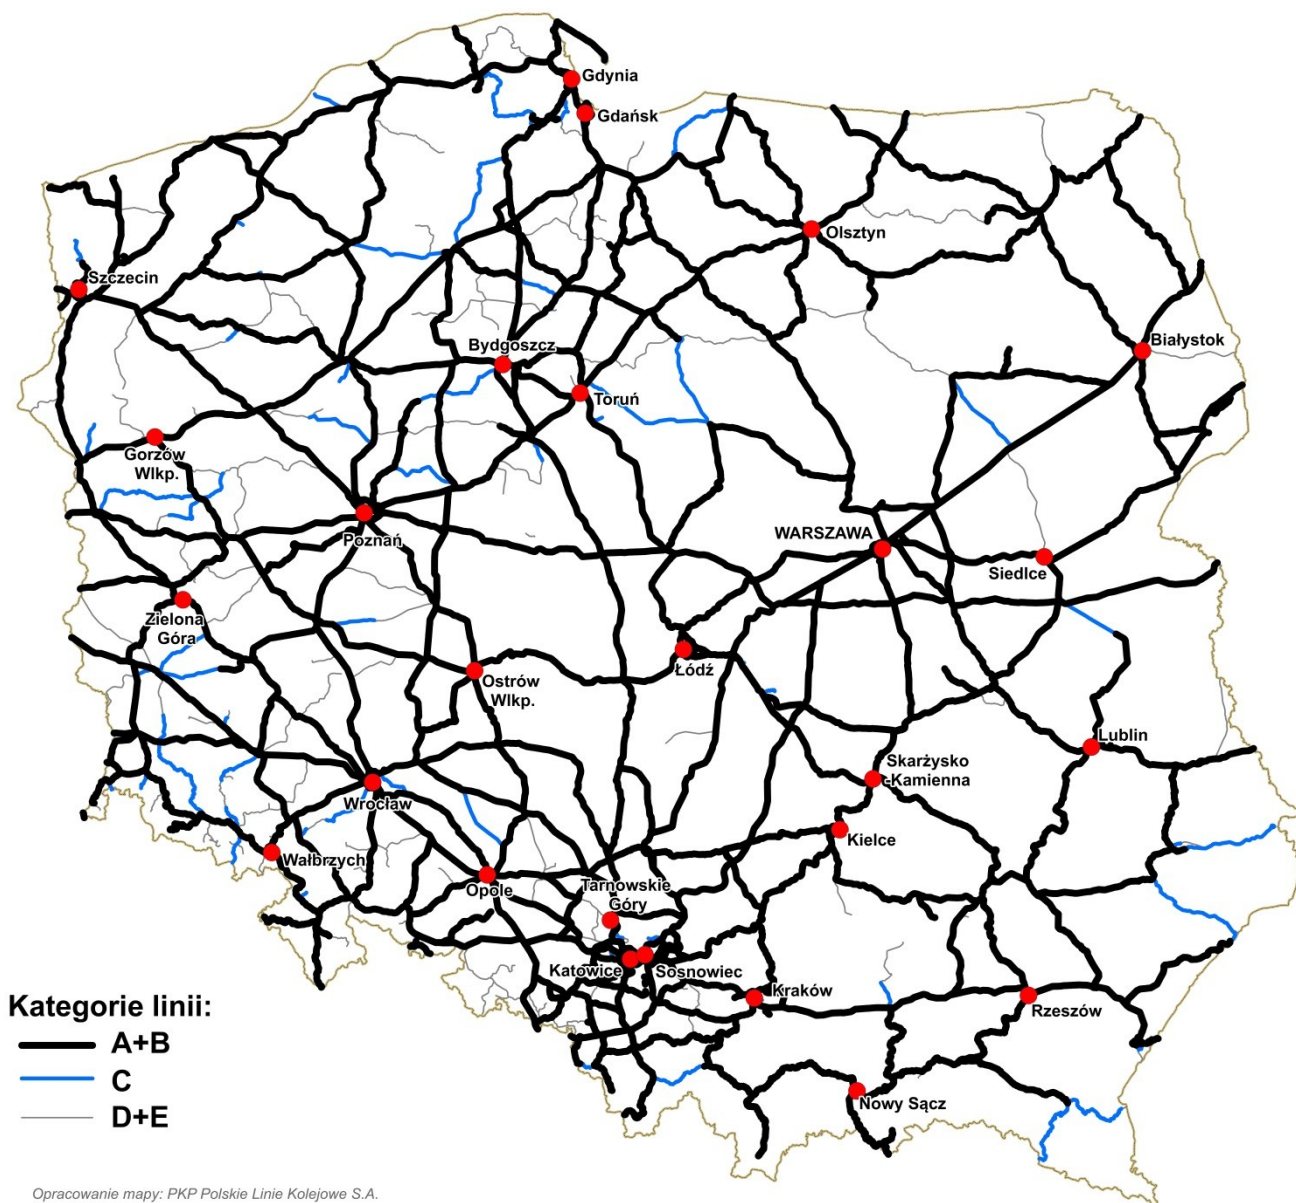 Gdynia
Gdańsk
Olsztyn
Szczecin
Białystok
Bydgoszcz
Toruń
Gorzów
Wlkp.
Poznań
WARSZAWA
Siedlce
Zielona
Góra
Łódź
Ostrów
Wlkp.
Lublin
Skarżysko
-Kamienna
Wrocław
Kielce
Wałbrzych
Opole
Tarnowskie
Góry
Katowice
Sosnowiec
Kraków
Rzeszów
Nowy Sącz
Kategorie linii:
A+B
C
D+E
Opracowanie mapy: PKP Polskie Linie Kolejowe S.A.